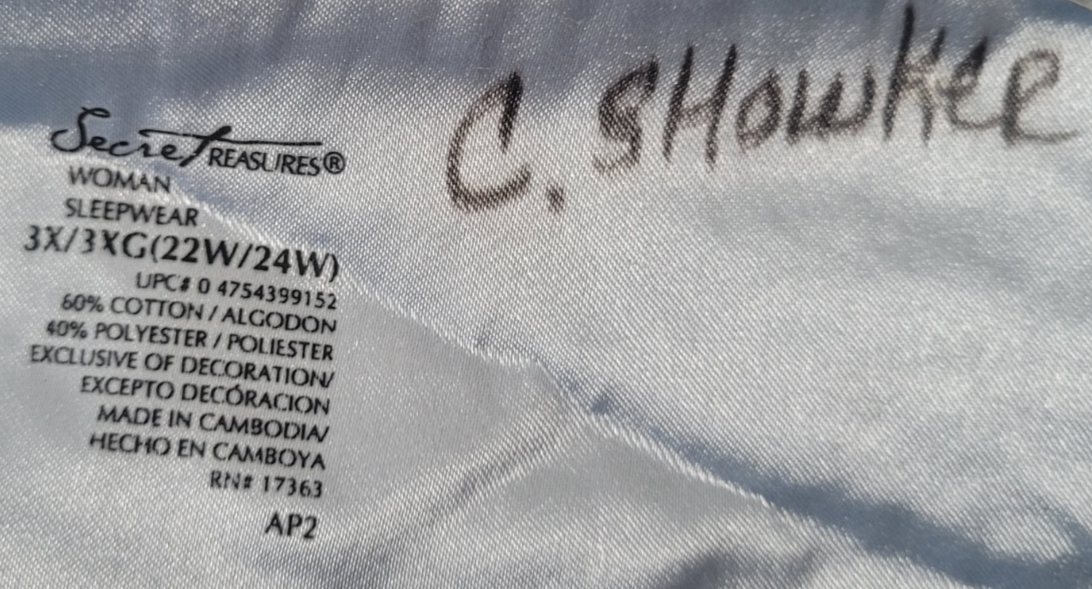 C. SHOWKER
Secret TREASURES®
WOMAN
SLEEPWEAR
3X/3XG(22W/24W)
UPC# 0 4754399152
60% COTTON / ALGODON
40% POLYESTER / POLIESTER
EXCLUSIVE OF DECORATION/
EXCEPTO DECÓRACION
MADE IN CAMBODIA/
HECHO EN CAMBOYA
RN# 17363
AP2